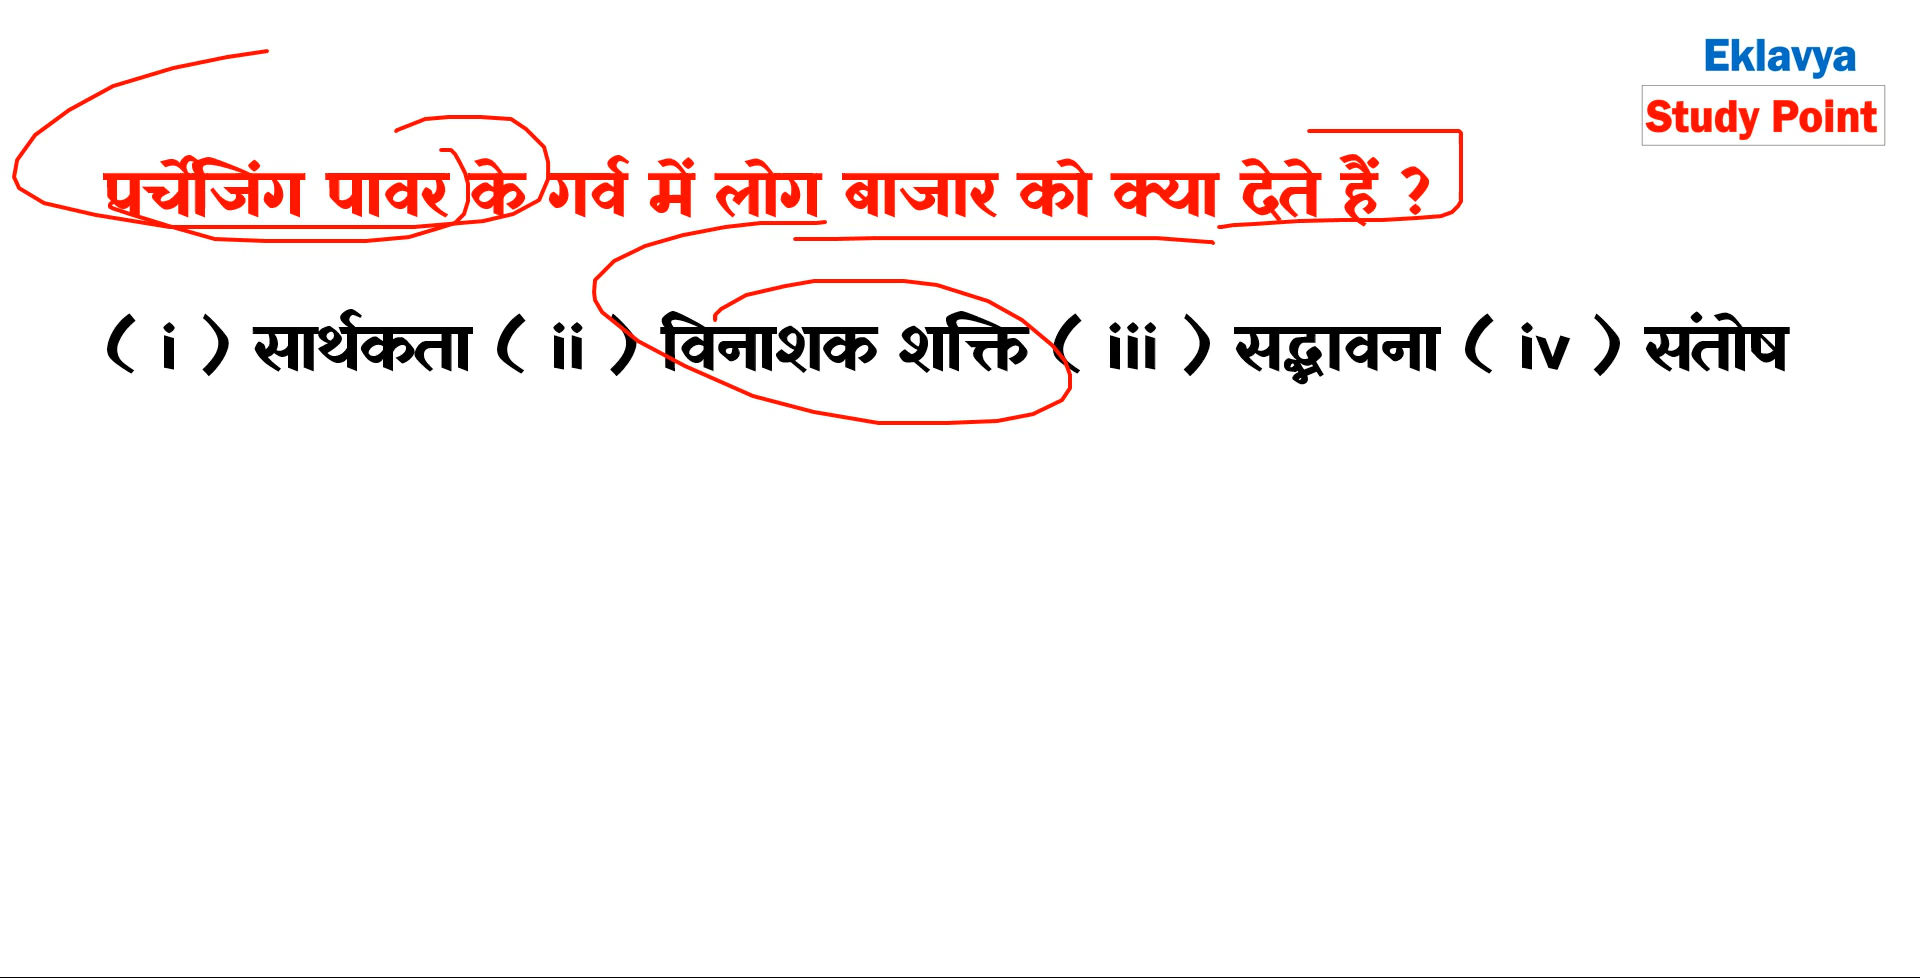 Eklavya
Study Point
पर्चेजिंग पावर के गर्व में लोग बाजार को क्या देते हैं ?
( i ) सार्थकता ( ii ) विनाशक शक्ति ( iii ) सद्भावना ( iv ) संतोष